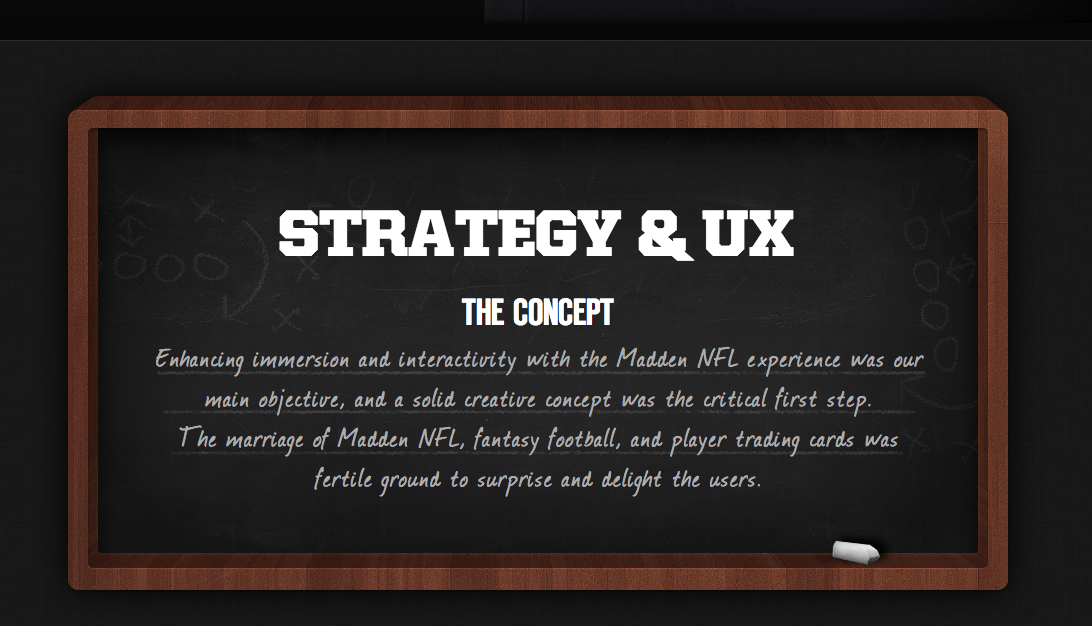 STRATEGY & UX
THE CONCEPT
Enhancing immersion and interactivity with the Madden NFL experience was our
main objective, and a solid creative concept was the critical first step.
The marriage of Madden NFL, fantasy football, and player trading cards was
fertile ground to surprise and delight the users.